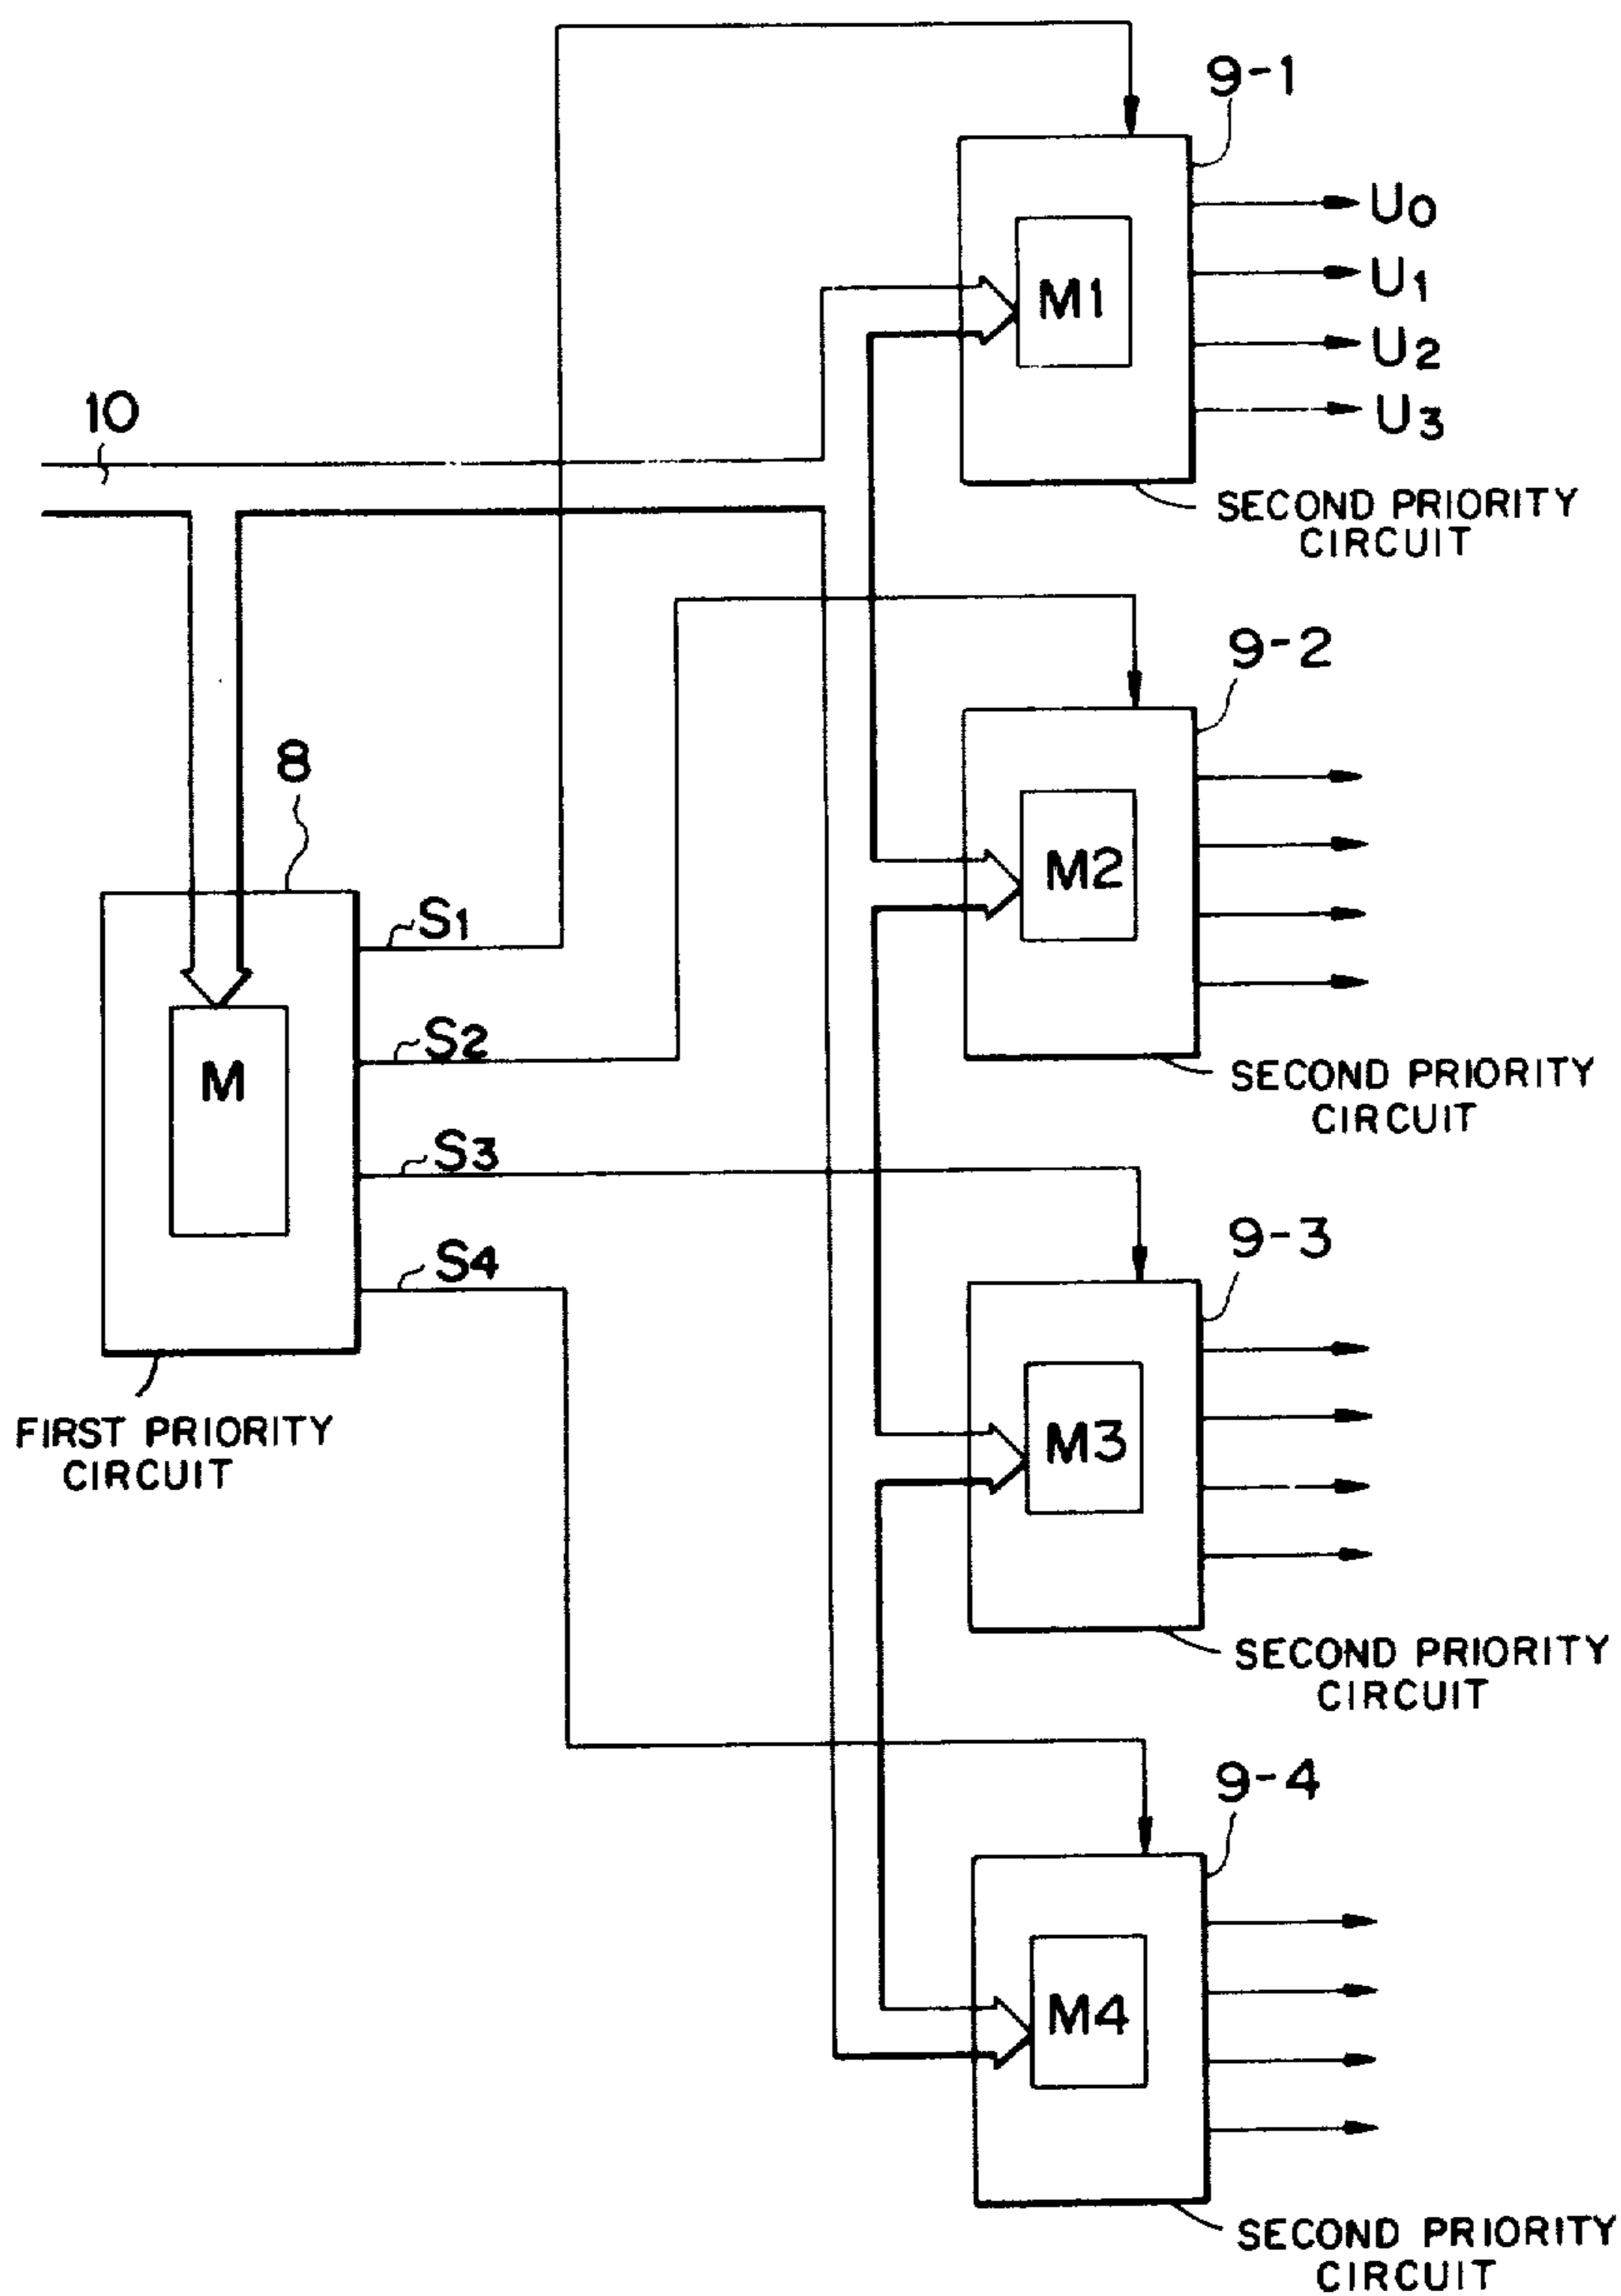 9-1
U0
U1
M1
U2
10
U3
SECOND PRIORITY
CIRCUIT
9-2
8
M2
S1
S2
M
SECOND PRIORITY
CIRCUIT
S3
9-3
S4
FIRST PRIORITY
CIRCUIT
M3
SECOND PRIORITY
CIRCUIT
9-4
M4
SECOND PRIORITY
CIRCUIT